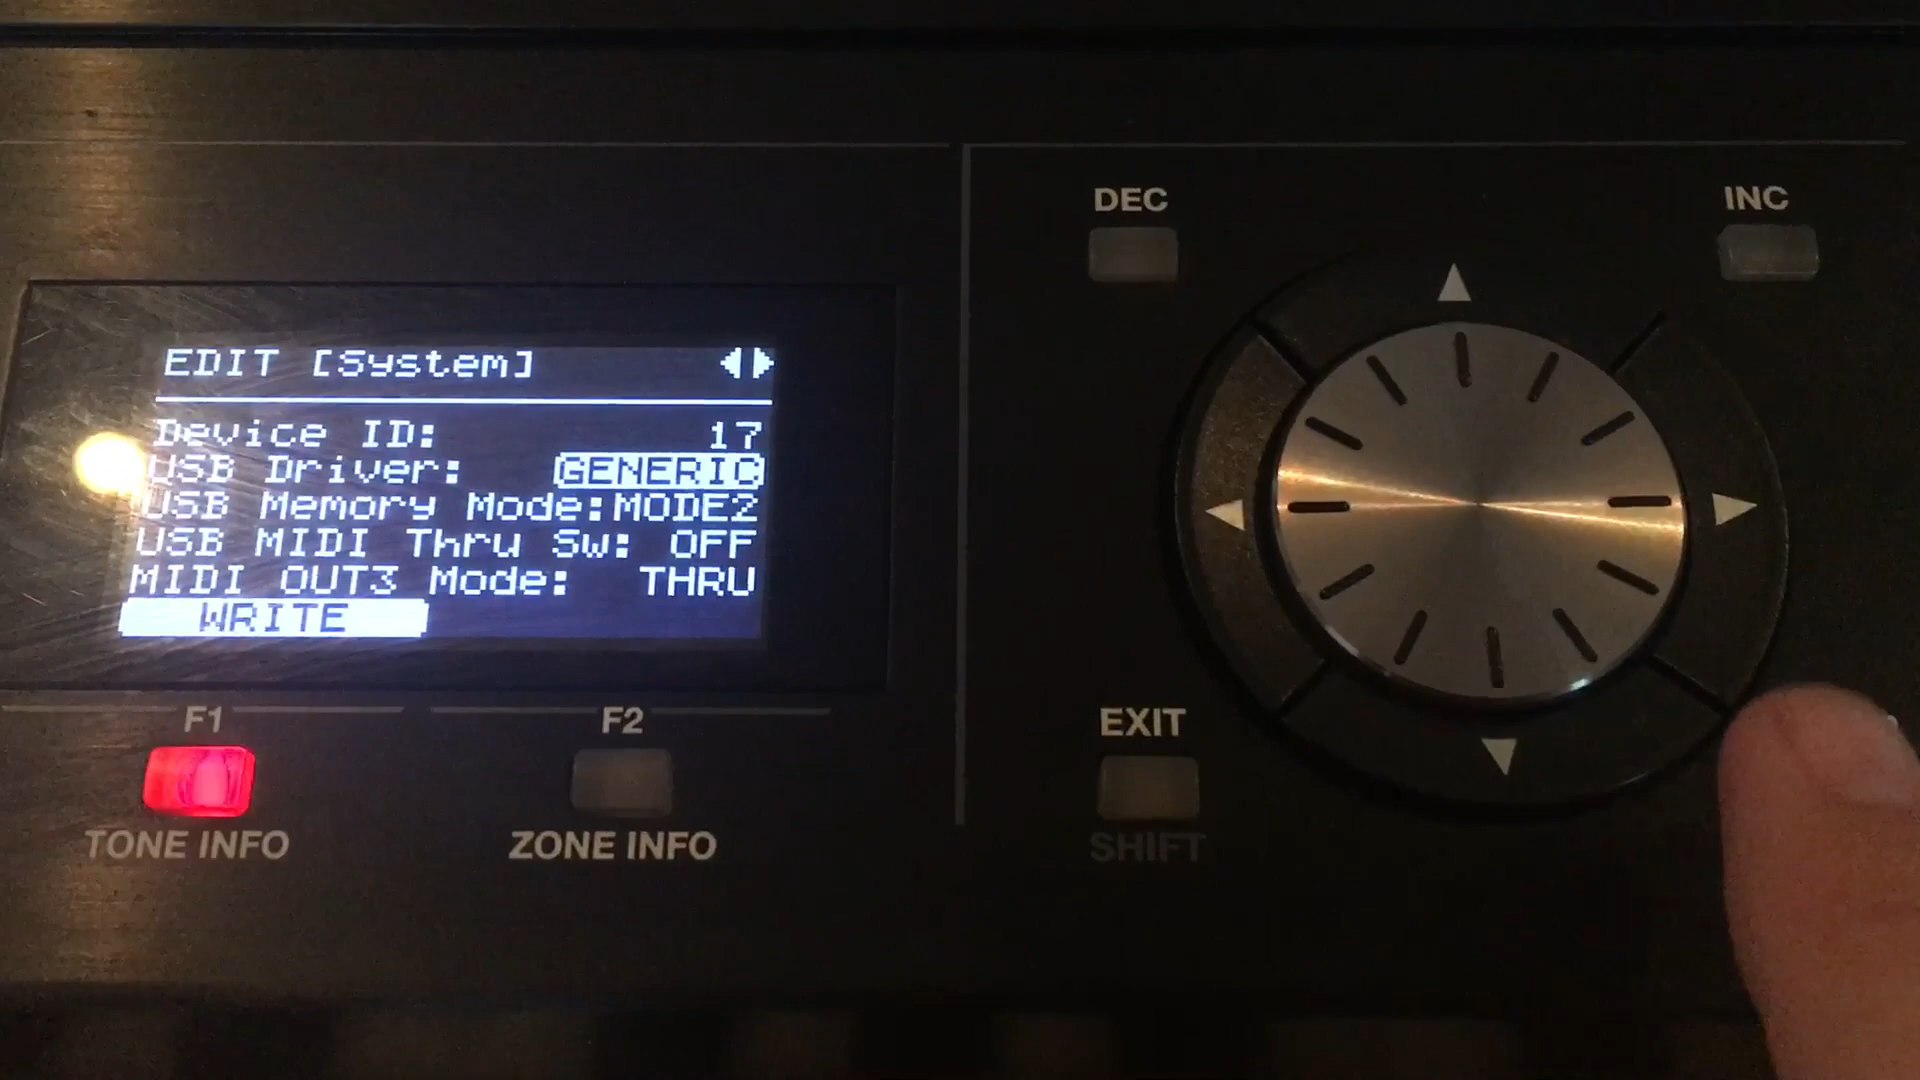 DEC
INC
EDIT [System]
Device ID: 17
USB Driver: GENERIC
USB Memory Mode:MODE2
USB MIDI Thru Sw: OFF
MIDI OUT3 Mode: THRU
WRITE
F1
F2
EXIT
TONE INFO
ZONE INFO
SHIFT